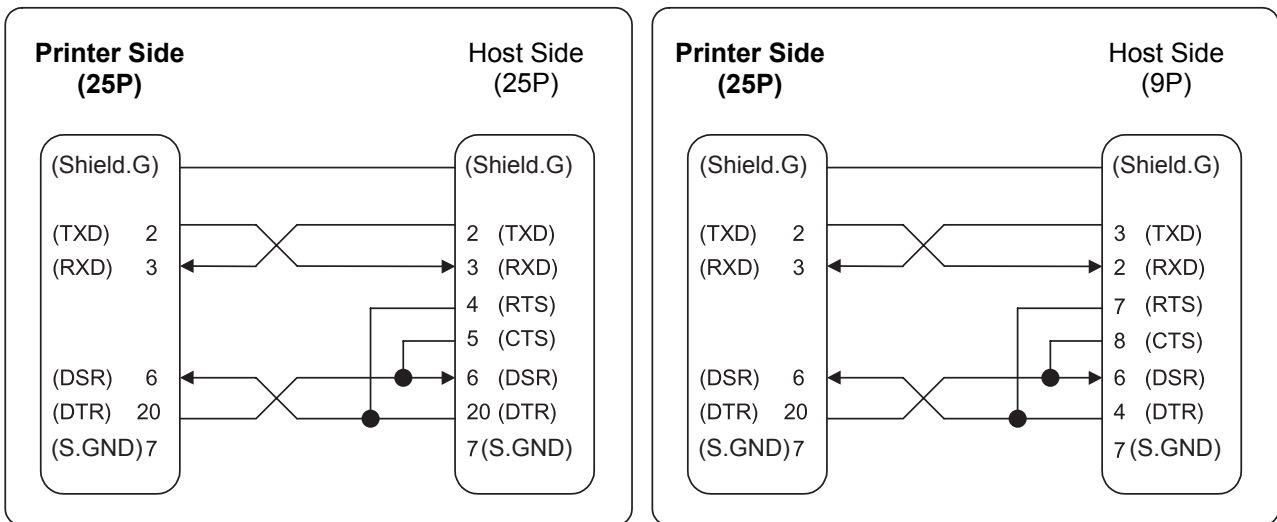 Printer Side
(25P)
Host Side
(25P)
(Shield.G)
(TXD) 2
(RXD) 3
(DSR) 6
(DTR) 20
(S.GND)7
(Shield.G)
2 (TXD)
3 (RXD)
4 (RTS)
5 (CTS)
6 (DSR)
20 (DTR)
7(S.GND)
Printer Side
(25P)
Host Side
(9P)
(Shield.G)
(TXD) 2
(RXD) 3
(DSR) 6
(DTR) 20
(S.GND)7
(Shield.G)
3 (TXD)
2 (RXD)
7 (RTS)
8 (CTS)
6 (DSR)
4 (DTR)
7 (S.GND)